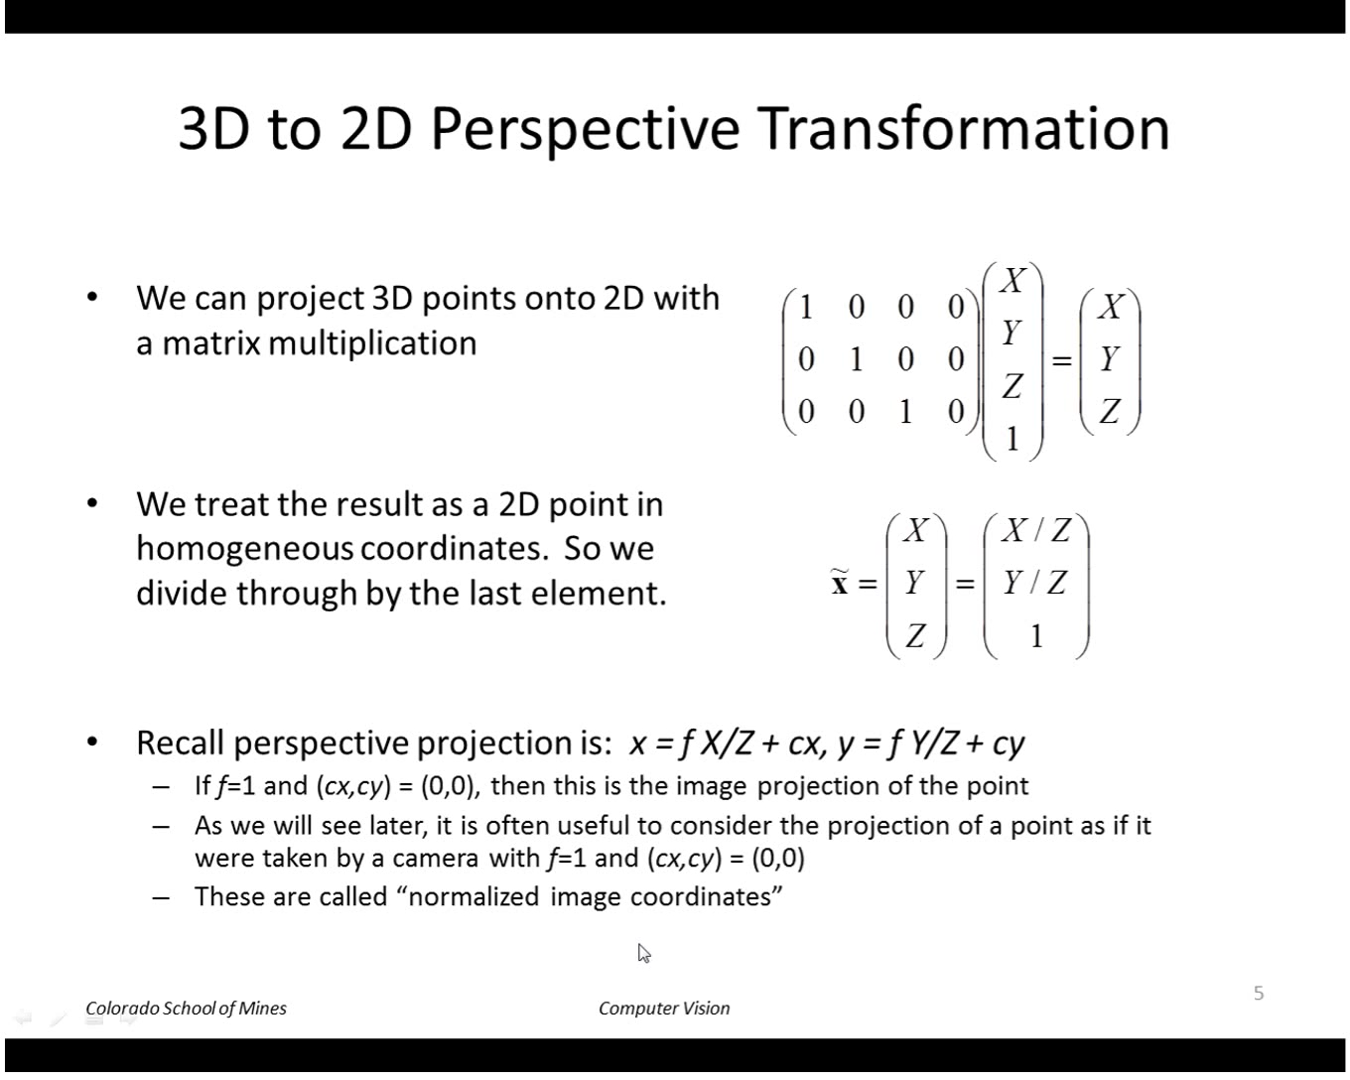 3D to 2D Perspective Transformation
• We can project 3D points onto 2D with
a matrix multiplication
(1 0 0 0) (X) (X)
(0 1 0 0) (Y) = (Y)
(0 0 1 0) (Z) (Z)
(1)
• We treat the result as a 2D point in
homogeneous coordinates. So we
divide through by the last element.
(X) (X / Z)
x̃ = (Y) = (Y / Z)
(Z) (1)
• Recall perspective projection is: x = f X/Z + cx, y = f Y/Z + cy
– If f=1 and (cx,cy) = (0,0), then this is the image projection of the point
– As we will see later, it is often useful to consider the projection of a point as if it
were taken by a camera with f=1 and (cx,cy) = (0,0)
– These are called “normalized image coordinates”
5
Colorado School of Mines
Computer Vision